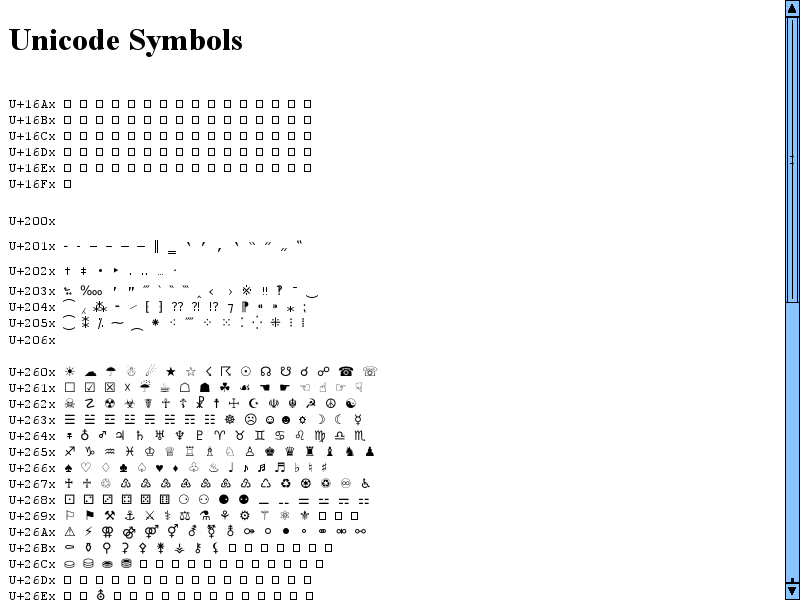 Unicode Symbols
U+16Ax □ □ □ □ □ □ □ □ □ □ □ □ □ □ □ □
U+16Bx □ □ □ □ □ □ □ □ □ □ □ □ □ □ □ □
U+16Cx □ □ □ □ □ □ □ □ □ □ □ □ □ □ □ □
U+16Dx □ □ □ □ □ □ □ □ □ □ □ □ □ □ □ □
U+16Ex □ □ □ □ □ □ □ □ □ □ □ □ □ □ □ □
U+16Fx □
U+200x
U+201x ‐ ‑ ‒ – — ― ‖ ‗ ‘ ’ ‚ ‛ “ ” „ ‟
U+202x † ‡ • ‣ ․ ‥ … ‧
U+203x ‰ ‱ ′ ″ ‴ ‵ ‶ ‷ ‸ ‹ › ※ ‼ ‽ ‾ ‿
U+204x ⁀ ⁁ ⁂ ⁃ ⁄ ⁅ ⁆ ⁇ ⁈ ⁉ ⁊ ⁋ ⁌ ⁍ ⁎ ⁏
U+205x ⁐ ⁑ ⁒ ⁓ ⁔ ⁕ ⁖ ⁗ ⁘ ⁙ ⁚ ⁛ ⁜ ⁝ ⁞
U+206x
U+260x ☀ ☁ ☂ ☃ ☄ ★ ☆ ☇ ☈ ☉ ☊ ☋ ☌ ☍ ☎ ☏
U+261x ☐ ☑ ☒ ☓ ☔ ☕ ☖ ☗ ☘ ☙ ☚ ☛ ☜ ☝ ☞ ☟
U+262x ☠ ☡ ☢ ☣ ☤ ☥ ☦ ☧ ☨ ☩ ☪ ☫ ☬ ☭ ☮ ☯
U+263x ☰ ☱ ☲ ☳ ☴ ☵ ☶ ☷ ☸ ☹ ☺ ☻ ☼ ☽ ☾ ☿
U+264x ♀ ♁ ♂ ♃ ♄ ♅ ♆ ♇ ♈ ♉ ♊ ♋ ♌ ♍ ♎ ♏
U+265x ♐ ♑ ♒ ♓ ♔ ♕ ♖ ♗ ♘ ♙ ♚ ♛ ♜ ♝ ♞ ♟
U+266x ♠ ♡ ♢ ♣ ♤ ♥ ♦ ♧ ♨ ♩ ♪ ♫ ♬ ♭ ♮ ♯
U+267x ♰ ♱ ♲ ♳ ♴ ♵ ♶ ♷ ♸ ♹ ♺ ♻ ♼ ♽ ♾ ♿
U+268x ⚀ ⚁ ⚂ ⚃ ⚄ ⚅ ⚆ ⚇ ⚈ ⚉ ⚊ ⚋ ⚌ ⚍ ⚎ ⚏
U+269x ⚐ ⚑ ⚒ ⚓ ⚔ ⚕ ⚖ ⚗ ⚘ ⚙ ⚚ ⚛ ⚜ □ □ □
U+26Ax ⚠ ⚡ ⚢ ⚣ ⚤ ⚥ ⚦ ⚧ ⚨ ⚩ ⚪ ⚫ ⚬ ⚭ ⚮ ⚯
U+26Bx ⚰ ⚱ ⚲ ⚳ ⚴ ⚵ ⚶ ⚷ ⚸ □ □ □ □ □ □ □
U+26Cx ⛀ ⛁ ⛂ ⛃ □ □ □ □ □ □ □ □ □ □ □
U+26Dx □ □ □ □ □ □ □ □ □ □ □ □ □ □ □ □
U+26Ex □ □ ⛢ □ □ □ □ □ □ □ □ □ □ □ □ □